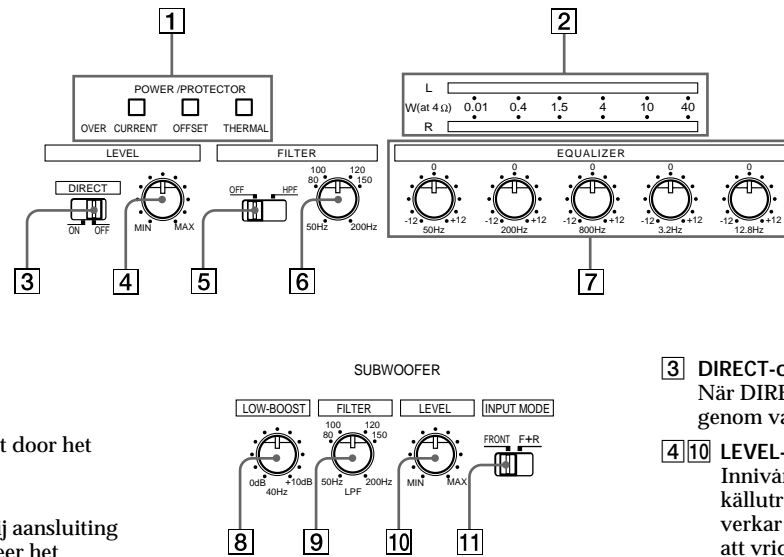 1
2
POWER /PROTECTOR
OVER CURRENT OFFSET THERMAL
L
W(at 4 Ω) 0.01 0.4 1.5 4 10 40
R
LEVEL
FILTER
EQUALIZER
DIRECT
ON OFF
MIN MAX
OFF HPF
80 100 120 150
50Hz 200Hz
0 0 0 0 0
-12 +12 -12 +12 -12 +12 -12 +12 -12 +12
50Hz 200Hz 800Hz 3.2Hz 12.8Hz
3 4 5 6 7
SUBWOOFER
LOW-BOOST FILTER LEVEL INPUT MODE
80 100 120 150
FRONT F+R
0dB +10dB 50Hz 200Hz MIN MAX
40Hz LPF
8 9 10 11
t door het
ij aansluiting
eer het
3 DIRECT-o
När DIRE
genom va
4 10 LEVEL-
Innivån
källutr
verkar
att vrid